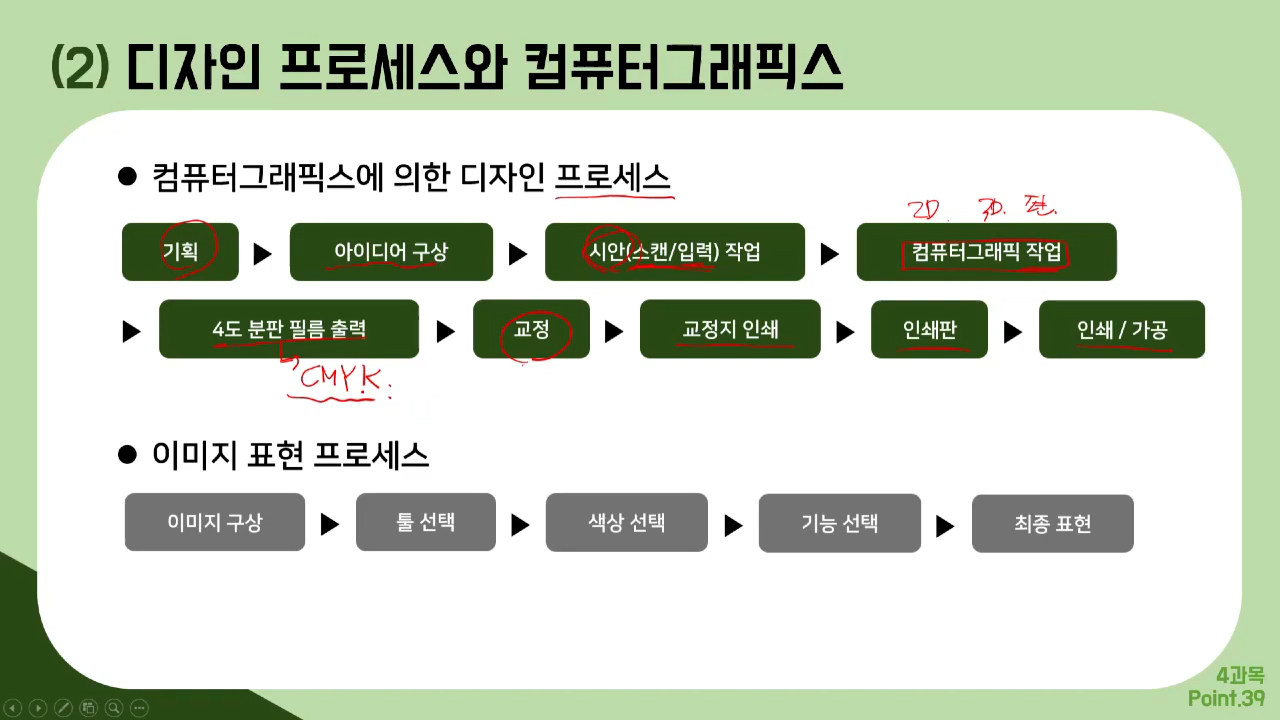 (2) 디자인 프로세스와 컴퓨터그래픽스
● 컴퓨터그래픽스에 의한 디자인 프로세스
2D. 3D. 편.
기획 ▶ 아이디어 구상 ▶ 시안(스캔/입력) 작업 ▶ 컴퓨터그래픽 작업
▶ 4도 분판 필름 출력 ▶ 교정 ▶ 교정지 인쇄 ▶ 인쇄판 ▶ 인쇄 / 가공
CMYK.
● 이미지 표현 프로세스
이미지 구상 ▶ 툴 선택 ▶ 색상 선택 ▶ 기능 선택 ▶ 최종 표현
4과목
Point.39